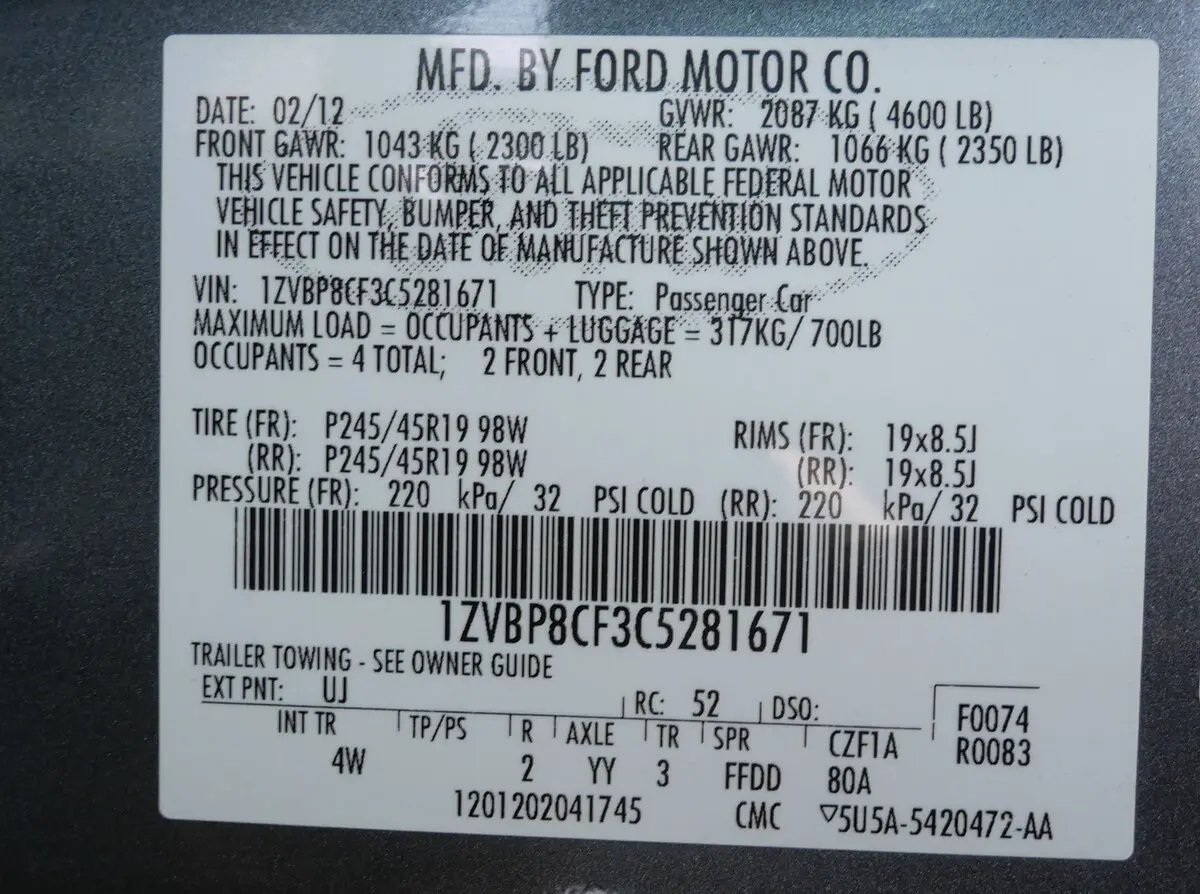 MFD. BY FORD MOTOR CO.
DATE: 02/12 GVWR: 2087 KG ( 4600 LB)
FRONT GAWR: 1043 KG ( 2300 LB) REAR GAWR: 1066 KG ( 2350 LB)
THIS VEHICLE CONFORMS TO ALL APPLICABLE FEDERAL MOTOR
VEHICLE SAFETY, BUMPER, AND THEFT PREVENTION STANDARDS
IN EFFECT ON THE DATE OF MANUFACTURE SHOWN ABOVE.
VIN: 1ZVBP8CF3C5281671 TYPE: Passenger Car
MAXIMUM LOAD = OCCUPANTS + LUGGAGE = 317KG/ 700LB
OCCUPANTS = 4 TOTAL; 2 FRONT, 2 REAR
TIRE (FR): P245/45R19 98W RIMS (FR): 19x8.5J
(RR): P245/45R19 98W (RR): 19x8.5J
PRESSURE (FR): 220 kPa/ 32 PSI COLD (RR): 220 kPa/ 32 PSI COLD
1ZVBP8CF3C5281671
TRAILER TOWING - SEE OWNER GUIDE
EXT PNT: UJ RC: 52 DSO: F0074
INT TR TP/PS R AXLE TR SPR CZF1A R0083
4W 2 YY 3 FFDD 80A
1201202041745 CMC ▽5U5A-5420472-AA